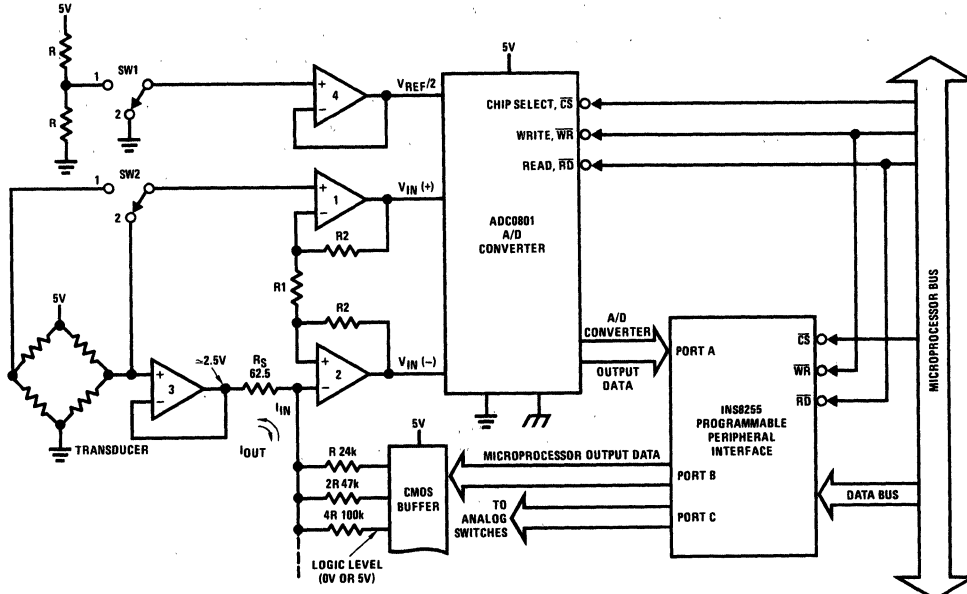 5V
R
R
1
SW1
2
+
−
4
VREF/2
5V
CHIP SELECT, CS
WRITE, WR
READ, RD
ADC0801
A/D
CONVERTER
1
SW2
2
+
−
1
VIN (+)
R2
R1
R2
+
−
2
VIN (−)
5V
TRANSDUCER
+
−
3
≃2.5V
RS
62.5
IIN
IOUT
R 24k
2R 47k
4R 100k
LOGIC LEVEL
(0V OR 5V)
5V
CMOS
BUFFER
A/D
CONVERTER
OUTPUT
DATA
MICROPROCESSOR OUTPUT DATA
TO
ANALOG
SWITCHES
PORT A
PORT B
PORT C
CS
WR
RD
INS8255
PROGRAMMABLE
PERIPHERAL
INTERFACE
DATA BUS
MICROPROCESSOR BUS